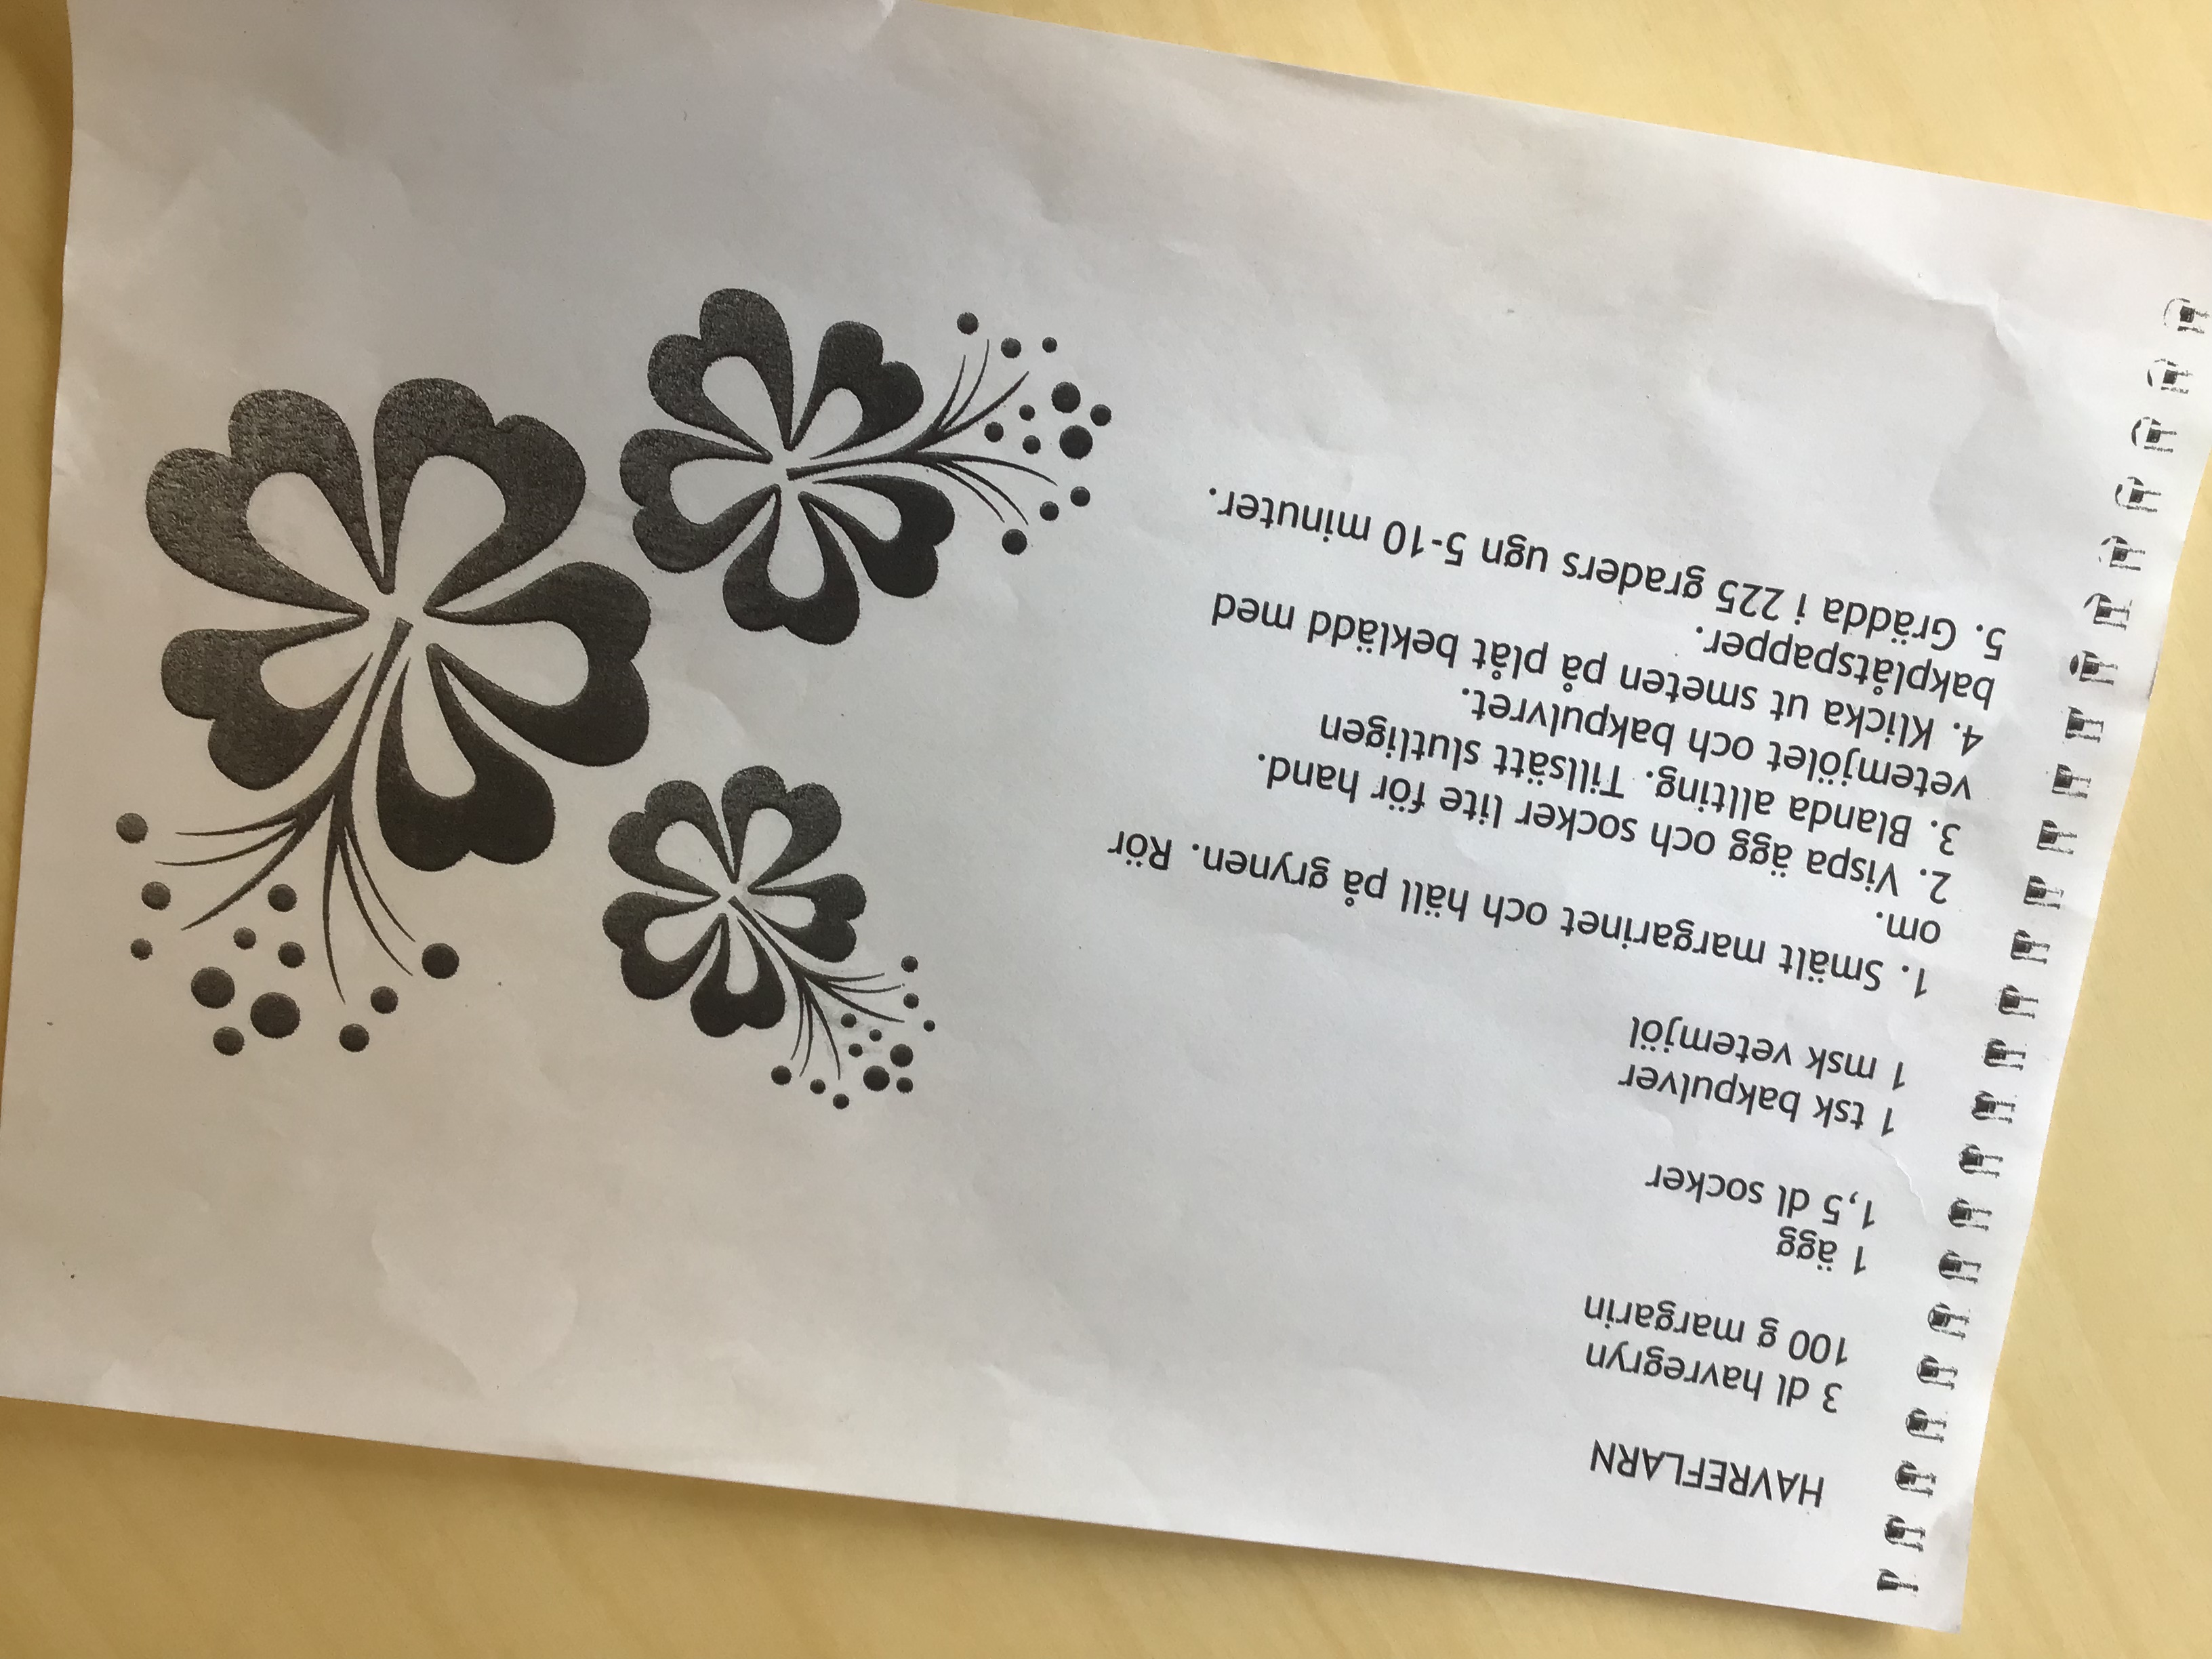 HAVREFLARN
3 dl havregryn
100 g margarin
1 ägg
1,5 dl socker
1 tsk bakpulver
1 msk vetemjöl
1. Smält margarinet och häll på grynen. Rör
om.
2. Vispa ägg och socker lite för hand.
3. Blanda allting. Tillsätt slutligen
vetemjölet och bakpulvret.
4. Klicka ut smeten på plåt beklädd med
bakplåtspapper.
5. Grädda i 225 graders ugn 5-10 minuter.